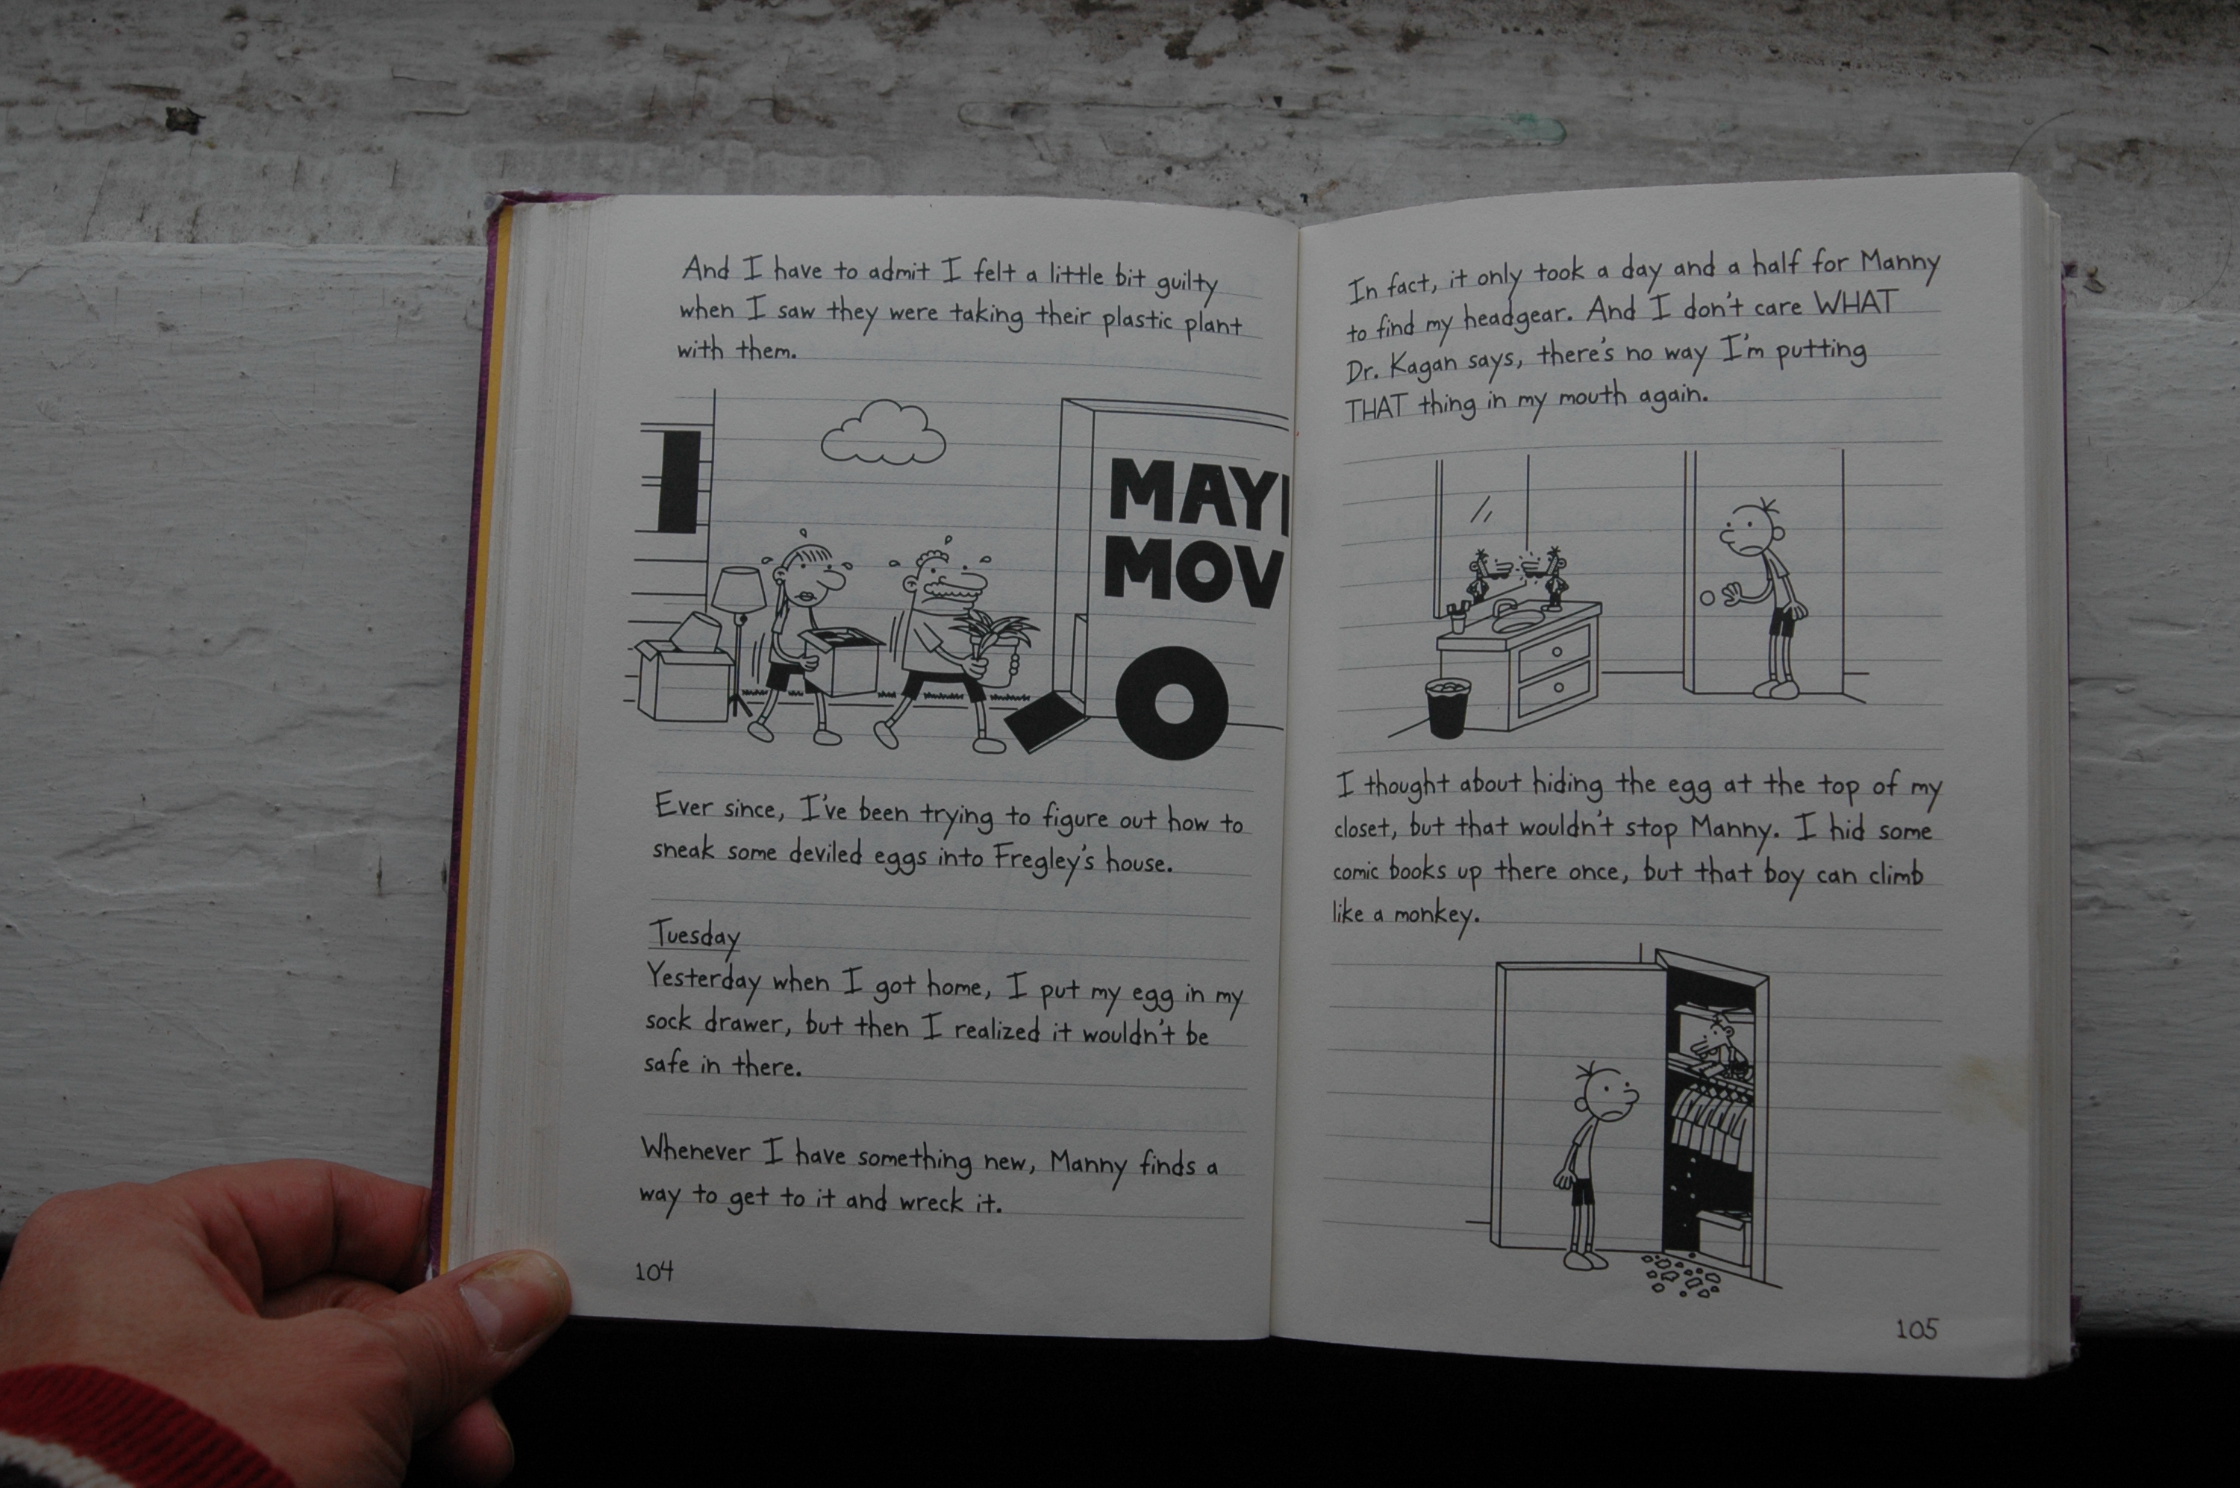 And I have to admit I felt a little bit guilty
when I saw they were taking their plastic plant
with them.
MAYI
MOV
Ever since, I've been trying to figure out how to
sneak some deviled eggs into Fregley's house.
Tuesday
Yesterday when I got home, I put my egg in my
sock drawer, but then I realized it wouldn't be
safe in there.
Whenever I have something new, Manny finds a
way to get to it and wreck it.
104
In fact, it only took a day and a half for Manny
to find my headgear. And I don't care WHAT
Dr. Kagan says, there's no way I'm putting
THAT thing in my mouth again.
I thought about hiding the egg at the top of my
closet, but that wouldn't stop Manny. I hid some
comic books up there once, but that boy can climb
like a monkey.
105